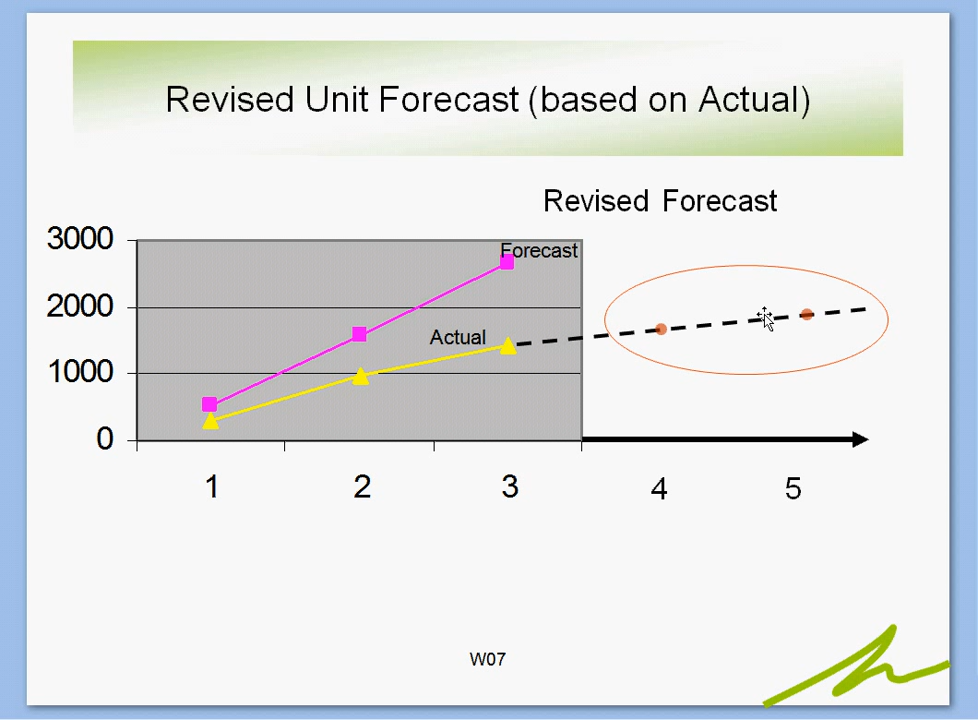 Revised Unit Forecast (based on Actual)
Revised Forecast
3000
Forecast
2000
Actual
1000
0
1 2 3 4 5
W07